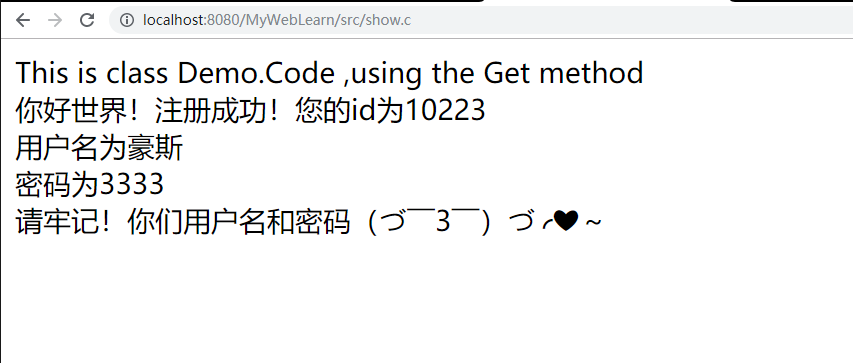 localhost:8080/MyWebLearn/src/show.c
This is class Demo.Code ,using the Get method
你好世界！注册成功！您的id为10223
用户名为豪斯
密码为3333
请牢记！你们用户名和密码（づ￣3￣）づ╭❤～